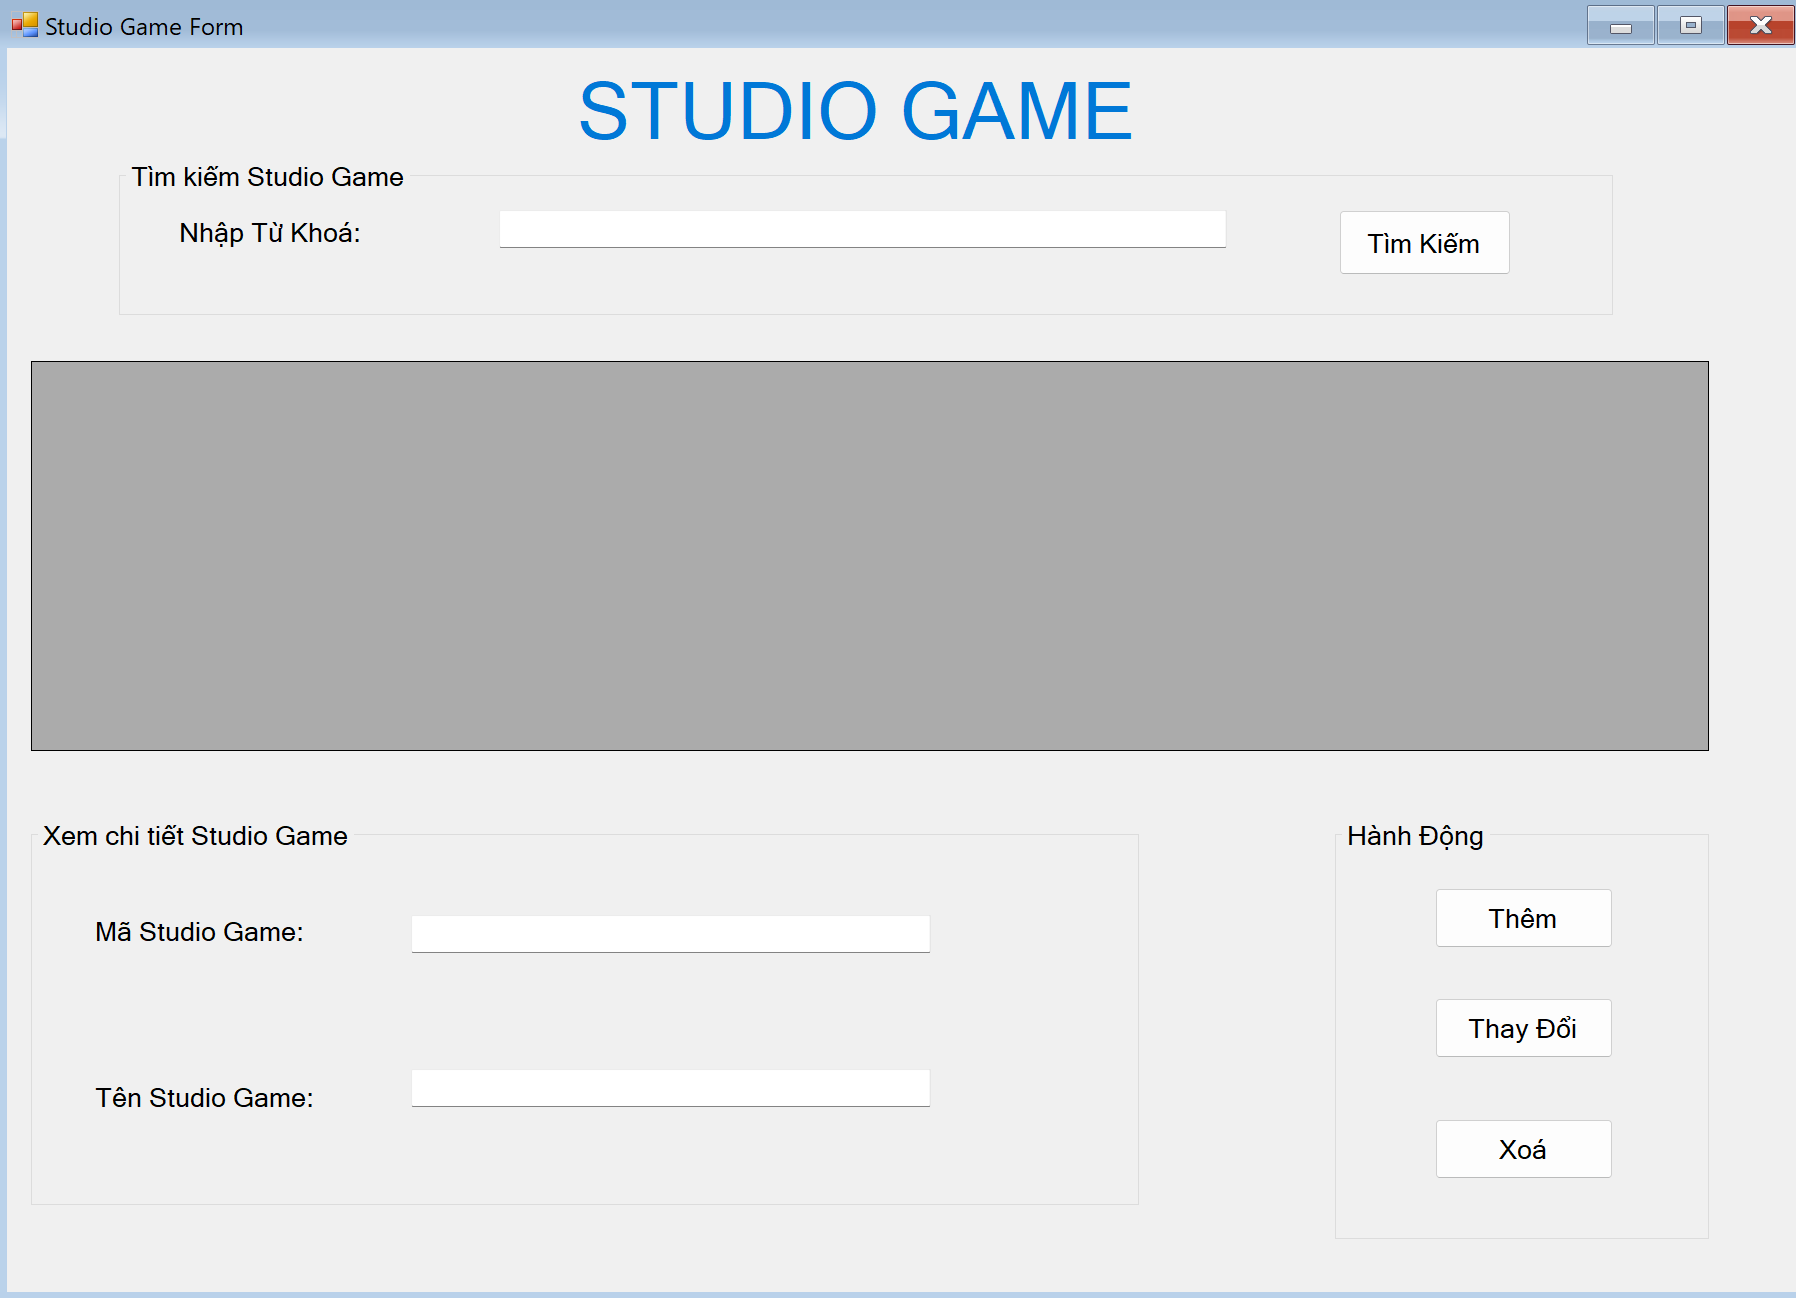 Studio Game Form
STUDIO GAME
Tìm kiếm Studio Game
Nhập Từ Khoá:
Tìm Kiếm
Xem chi tiết Studio Game
Mã Studio Game:
Tên Studio Game:
Hành Động
Thêm
Thay Đổi
Xoá